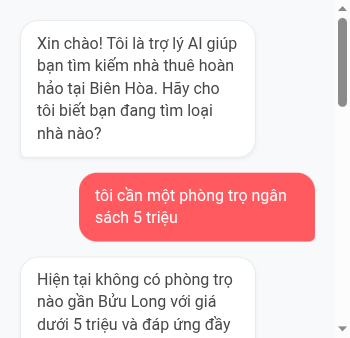 Xin chào! Tôi là trợ lý AI giúp
bạn tìm kiếm nhà thuê hoàn
hảo tại Biên Hòa. Hãy cho
tôi biết bạn đang tìm loại
nhà nào?
tôi cần một phòng trọ ngân
sách 5 triệu
Hiện tại không có phòng trọ
nào gần Bửu Long với giá
dưới 5 triệu và đáp ứng đầy